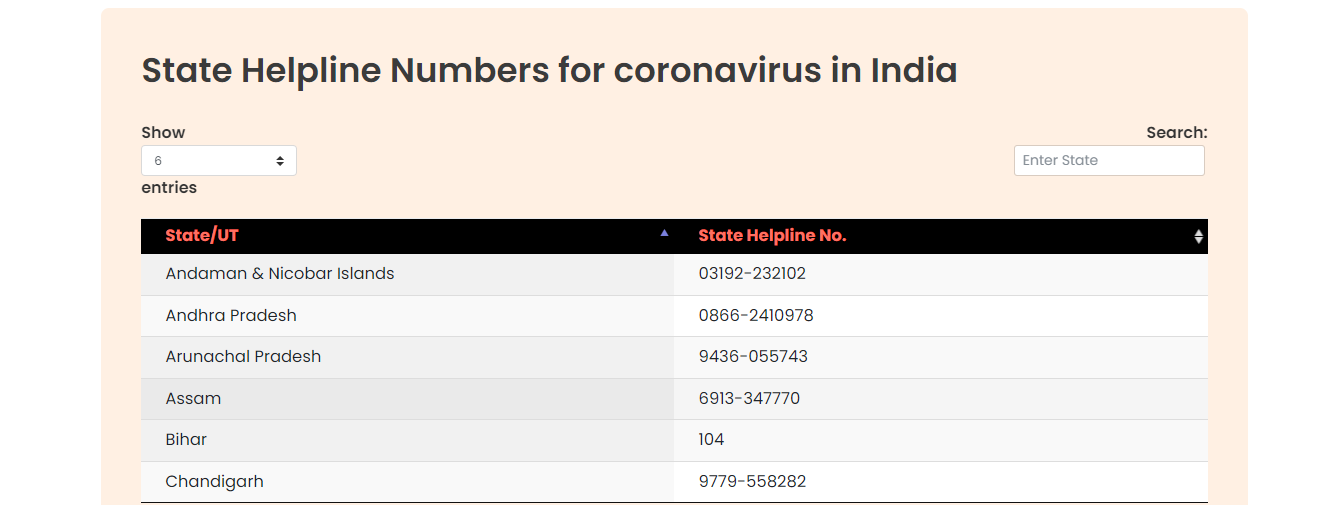 State Helpline Numbers for coronavirus in India
Show
Search:
6
Enter State
entries
State/UT State Helpline No.
Andaman & Nicobar Islands 03192-232102
Andhra Pradesh 0866-2410978
Arunachal Pradesh 9436-055743
Assam 6913-347770
Bihar 104
Chandigarh 9779-558282